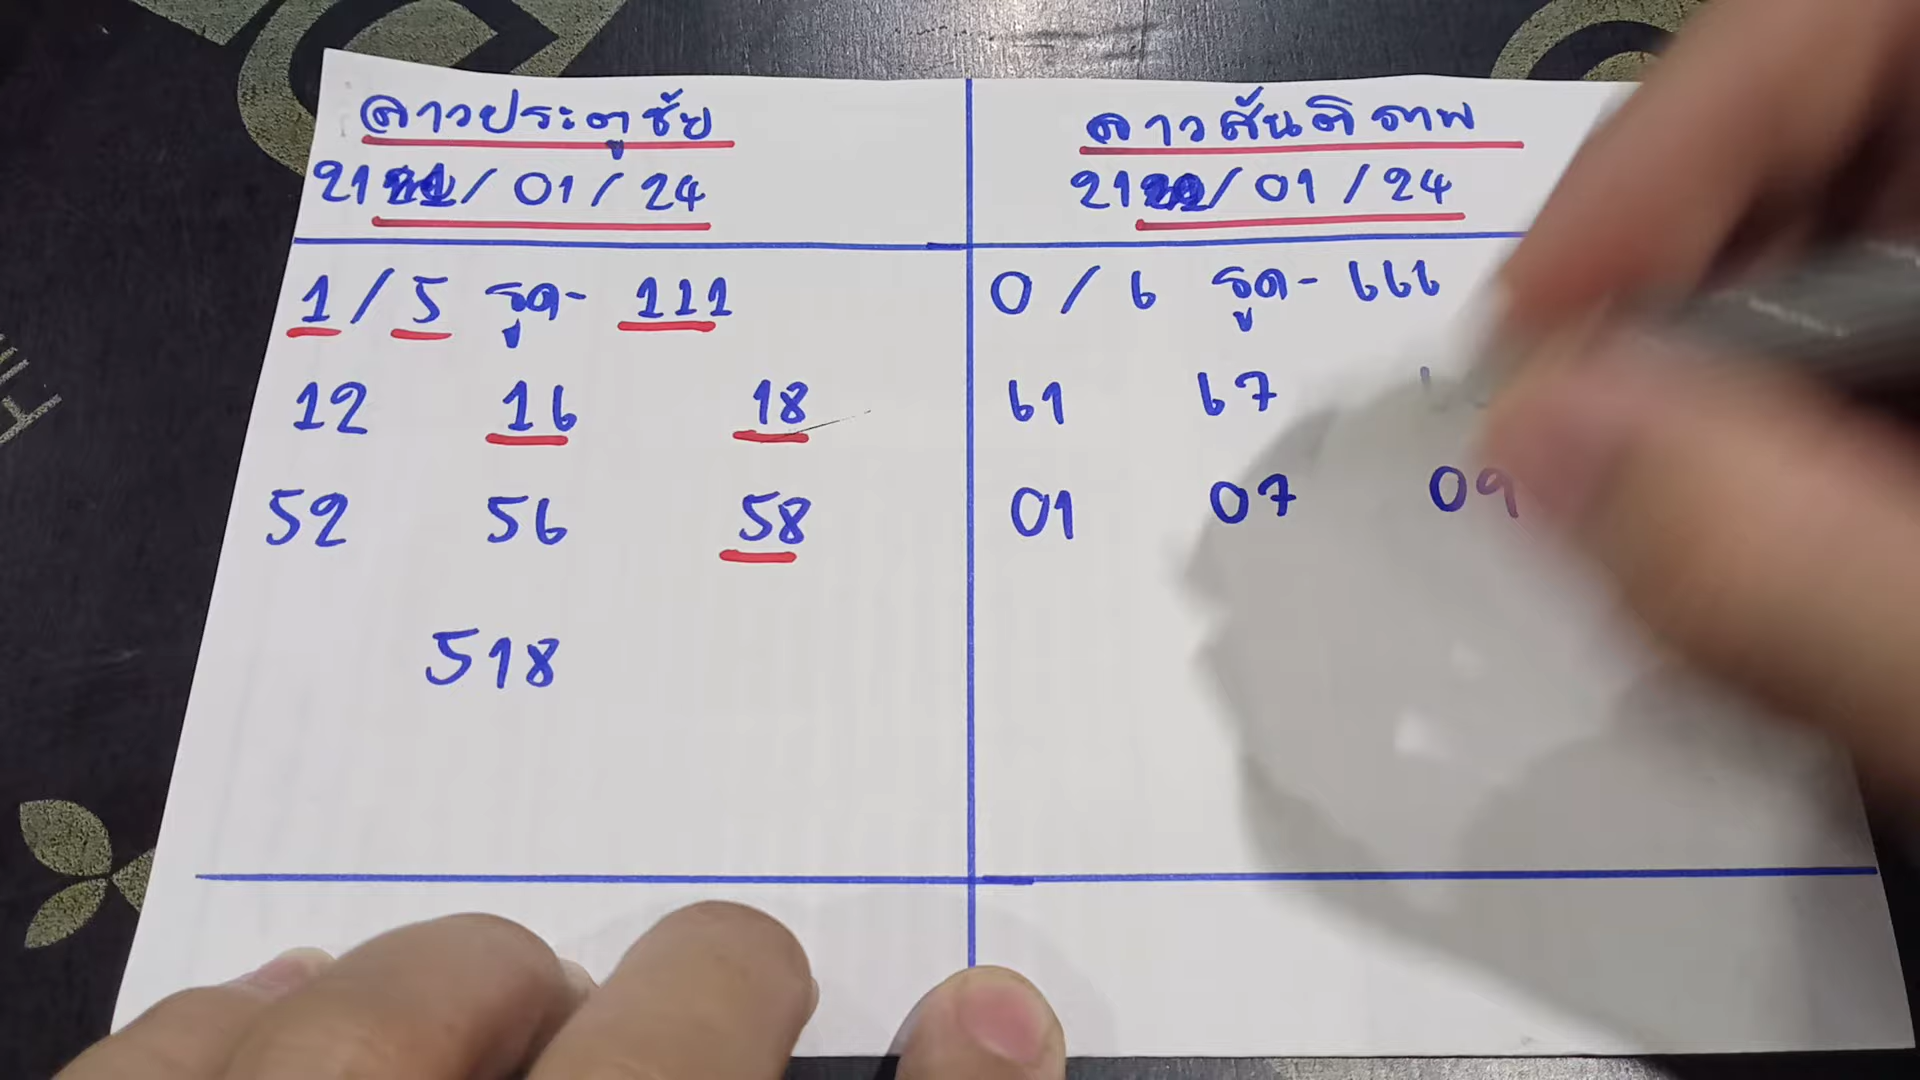 ลาวประตูชัย
21 / 01 / 24
1 / 5 รูด - 111
12 16 18
52 56 58
518
ลาวสันติภาพ
21 / 01 / 24
0 / 6 รูด - 666
61 67
01 07 09